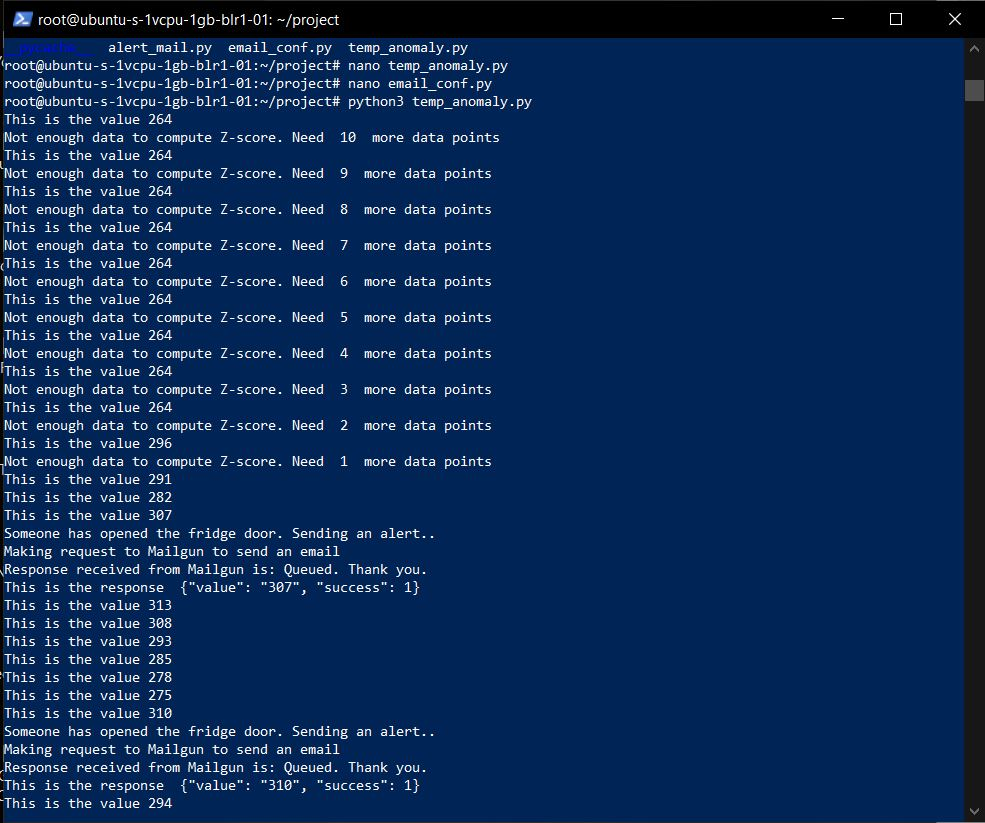 root@ubuntu-s-1vcpu-1gb-blr1-01: ~/project
__pycache__  alert_mail.py  email_conf.py  temp_anomaly.py
root@ubuntu-s-1vcpu-1gb-blr1-01:~/project# nano temp_anomaly.py
root@ubuntu-s-1vcpu-1gb-blr1-01:~/project# nano email_conf.py
root@ubuntu-s-1vcpu-1gb-blr1-01:~/project# python3 temp_anomaly.py
This is the value 264
Not enough data to compute Z-score. Need  10  more data points
This is the value 264
Not enough data to compute Z-score. Need  9  more data points
This is the value 264
Not enough data to compute Z-score. Need  8  more data points
This is the value 264
Not enough data to compute Z-score. Need  7  more data points
This is the value 264
Not enough data to compute Z-score. Need  6  more data points
This is the value 264
Not enough data to compute Z-score. Need  5  more data points
This is the value 264
Not enough data to compute Z-score. Need  4  more data points
This is the value 264
Not enough data to compute Z-score. Need  3  more data points
This is the value 264
Not enough data to compute Z-score. Need  2  more data points
This is the value 296
Not enough data to compute Z-score. Need  1  more data points
This is the value 291
This is the value 282
This is the value 307
Someone has opened the fridge door. Sending an alert..
Making request to Mailgun to send an email
Response received from Mailgun is: Queued. Thank you.
This is the response  {"value": "307", "success": 1}
This is the value 313
This is the value 308
This is the value 293
This is the value 285
This is the value 278
This is the value 275
This is the value 310
Someone has opened the fridge door. Sending an alert..
Making request to Mailgun to send an email
Response received from Mailgun is: Queued. Thank you.
This is the response  {"value": "310", "success": 1}
This is the value 294